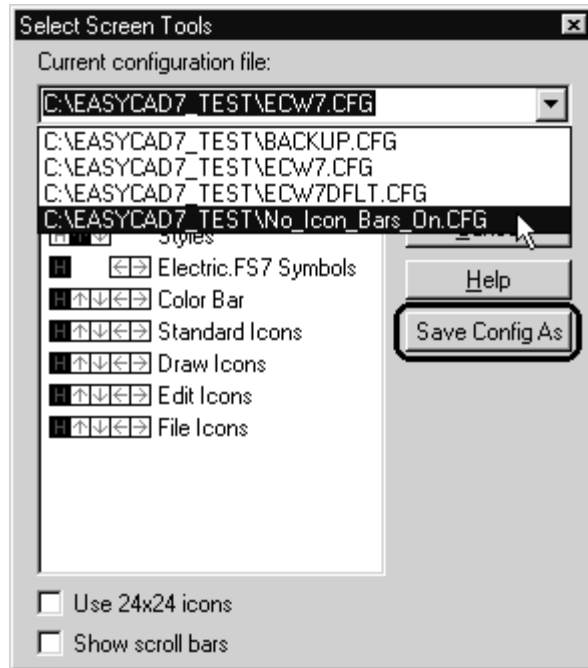 Select Screen Tools
Current configuration file:
C:\EASYCAD7_TEST\ECW7.CFG
C:\EASYCAD7_TEST\BACKUP.CFG
C:\EASYCAD7_TEST\ECW7.CFG
C:\EASYCAD7_TEST\ECW7DFLT.CFG
C:\EASYCAD7_TEST\No_Icon_Bars_On.CFG
Styles
H Electric.FS7 Symbols
Help
H Color Bar
H Standard Icons
Save Config As
H Draw Icons
H Edit Icons
H File Icons
Use 24x24 icons
Show scroll bars